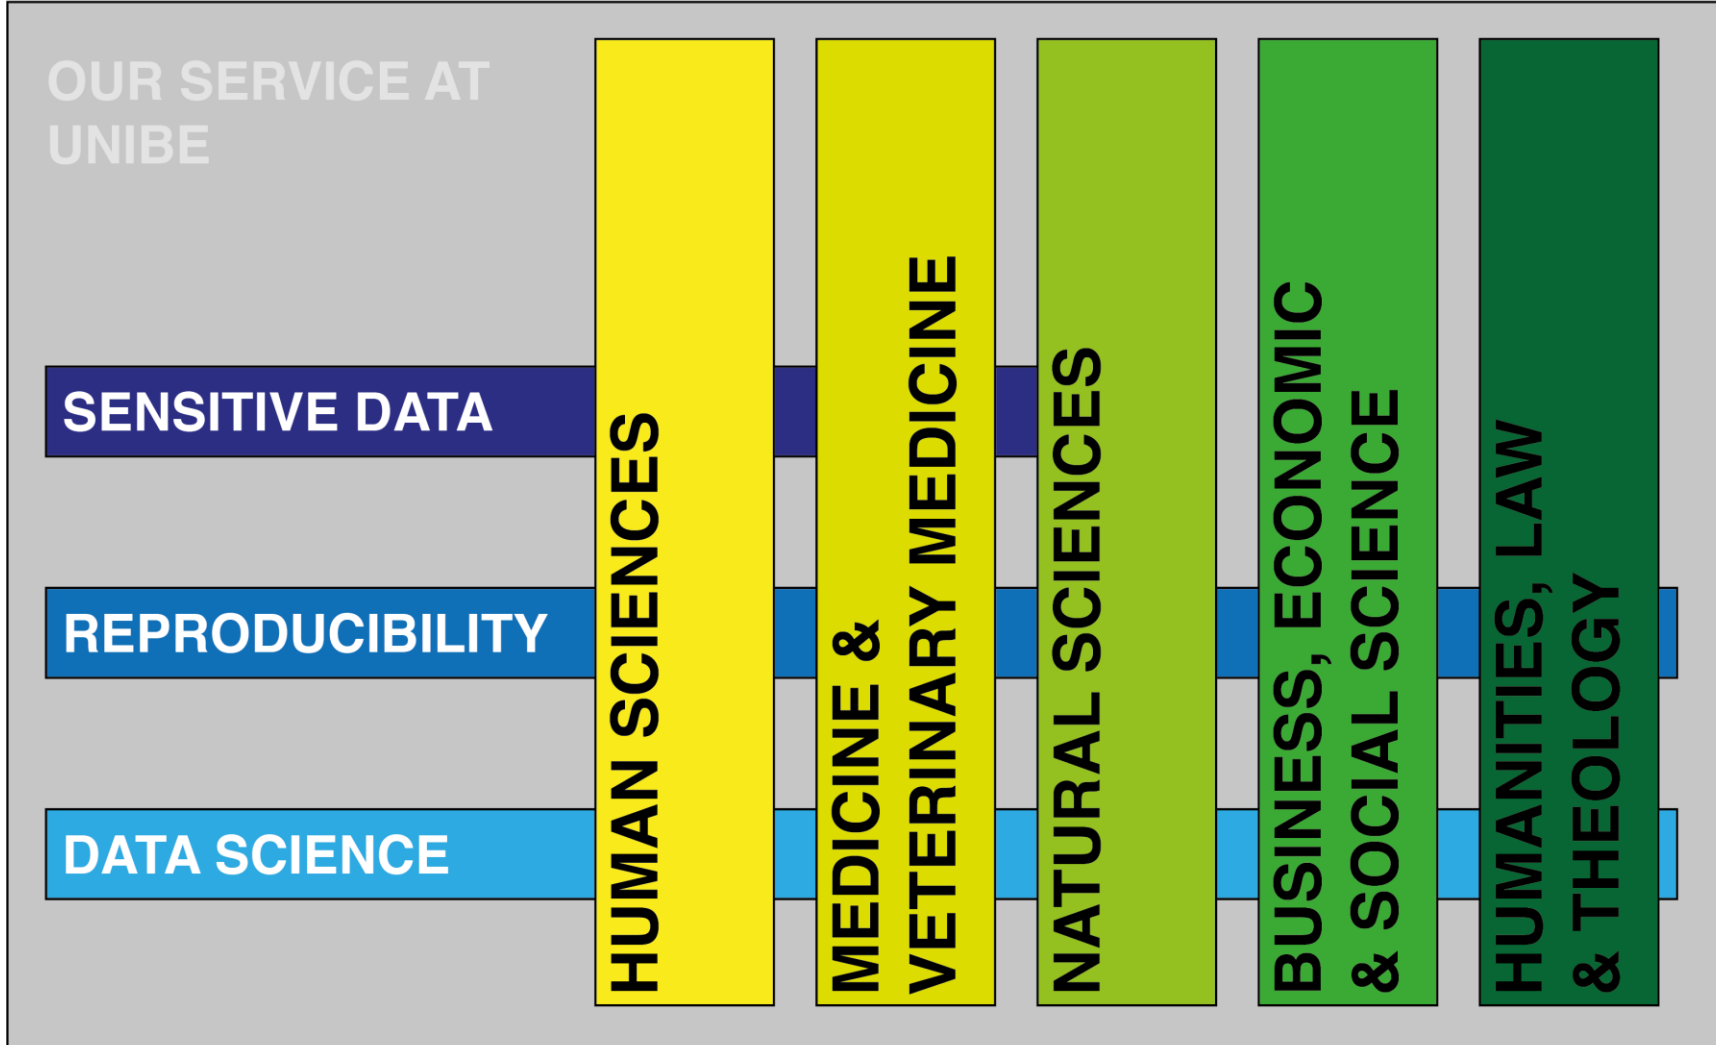 OUR SERVICE AT
UNIBE
SENSITIVE DATA
REPRODUCIBILITY
DATA SCIENCE
HUMAN SCIENCES
MEDICINE &
VETERINARY MEDICINE
NATURAL SCIENCES
BUSINESS, ECONOMIC
& SOCIAL SCIENCE
HUMANITIES, LAW
& THEOLOGY